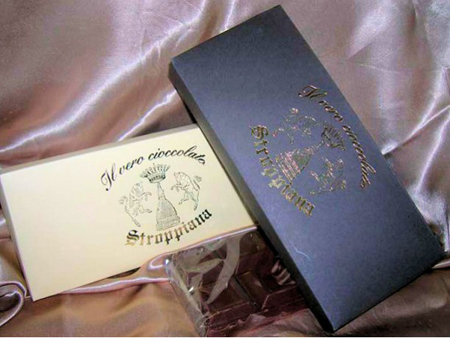 Il vero cioccolato
Stroppiana
Il vero cioccolato
Stroppiana